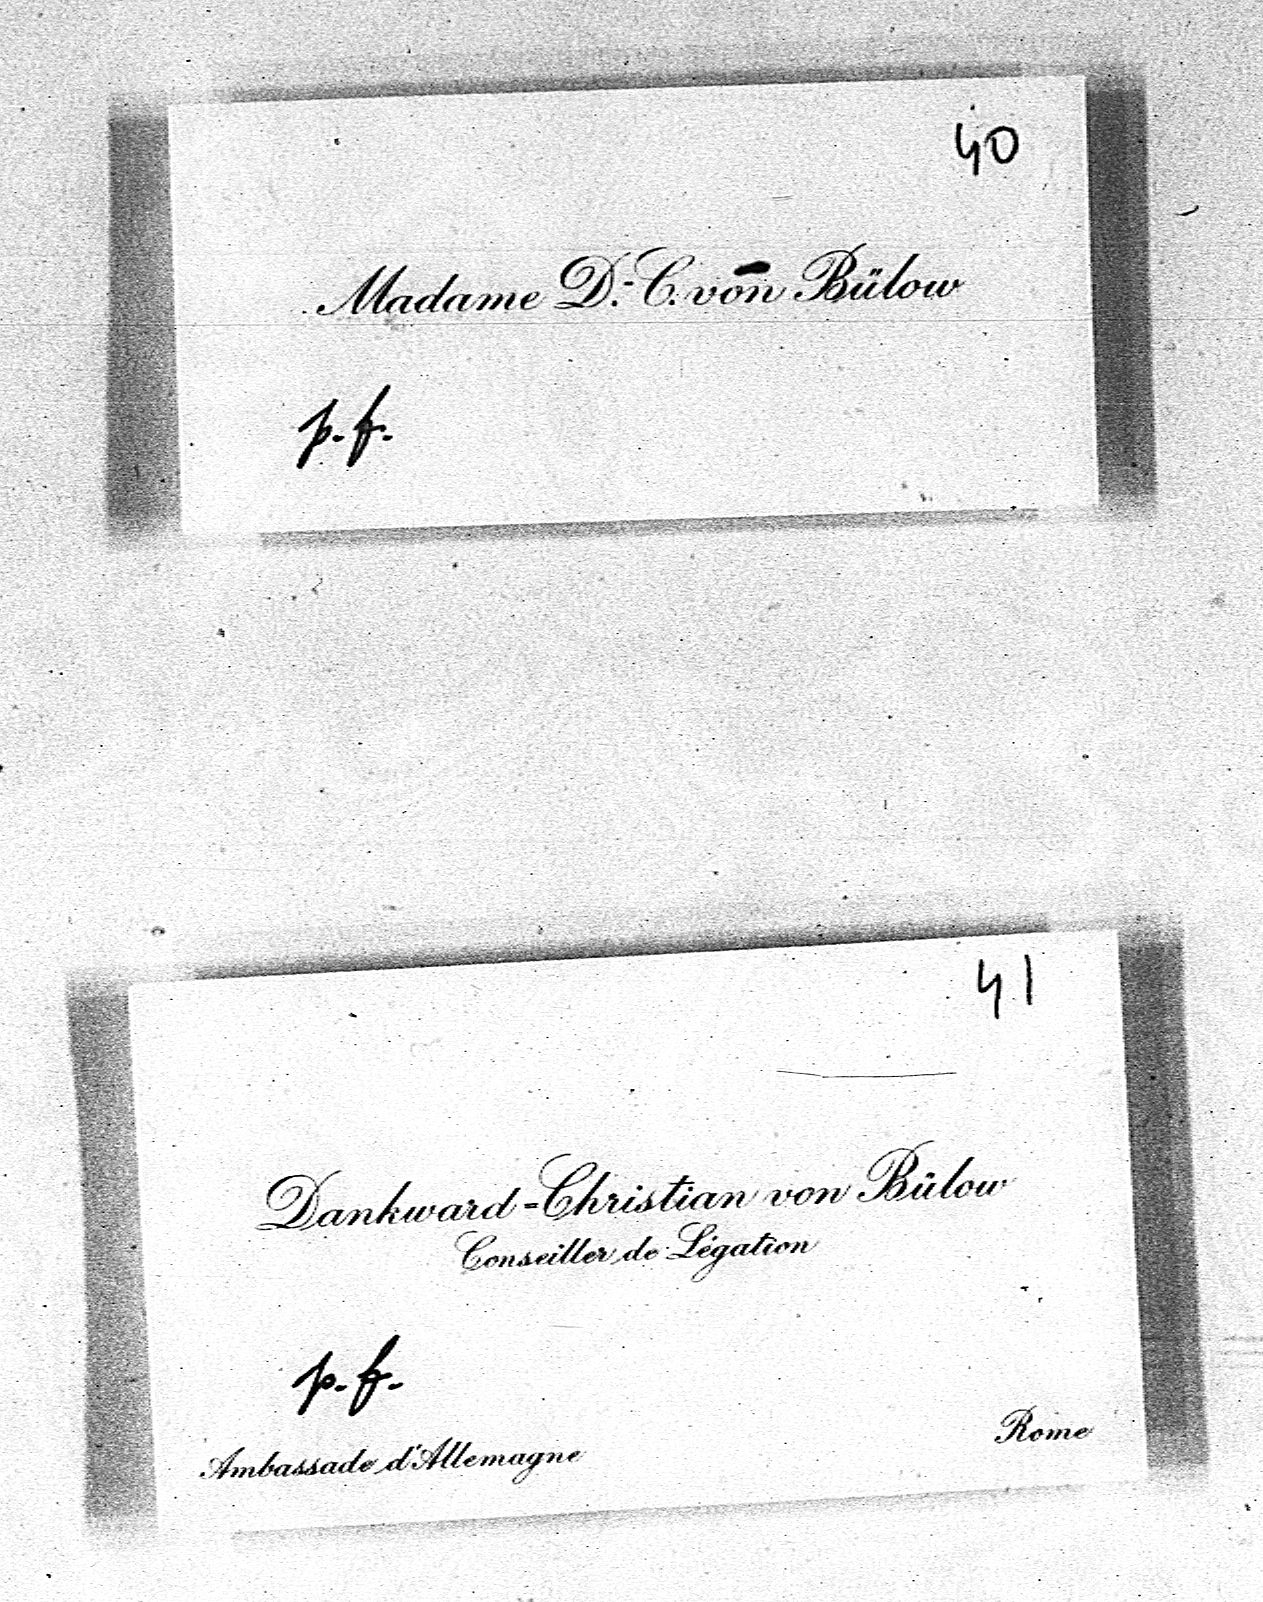 40
Madame D.-C. von Bülow
p.f.
41
Dankward-Christian von Bülow
Conseiller de Légation
p.f.
Ambassade d'Allemagne
Rome